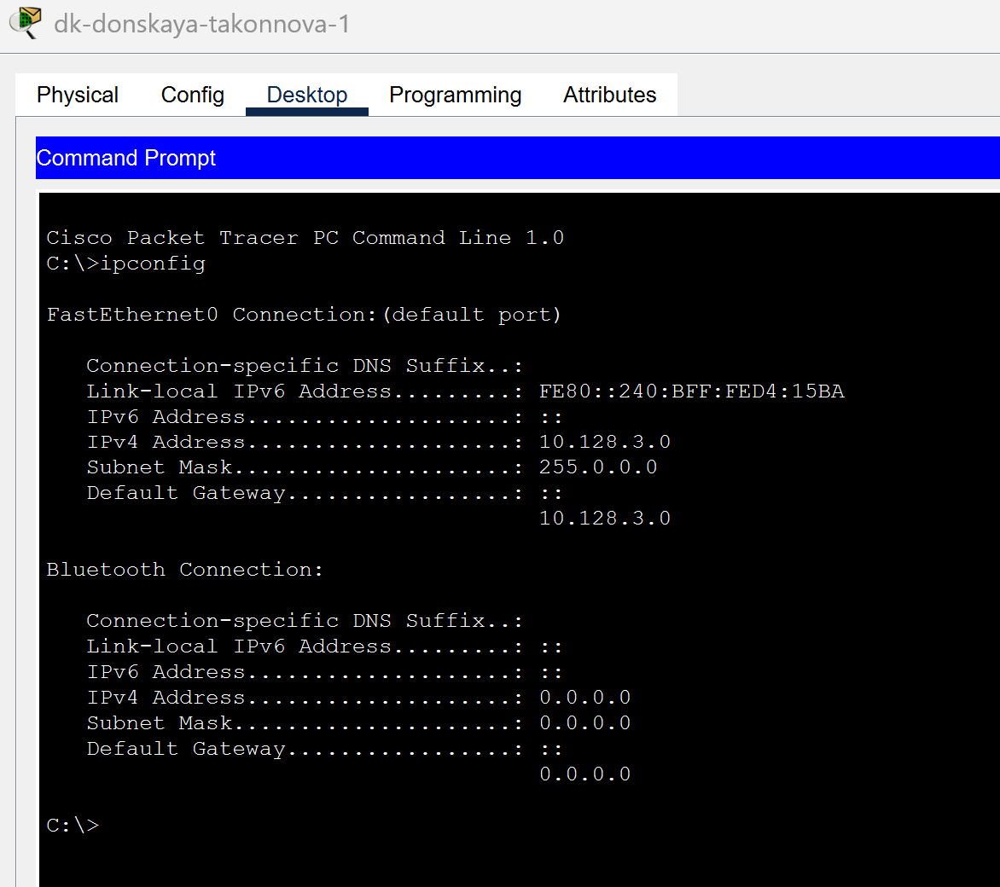 dk-donskaya-takonnova-1
Physical Config Desktop Programming Attributes
Command Prompt
Cisco Packet Tracer PC Command Line 1.0
C:\>ipconfig
FastEthernet0 Connection:(default port)
Connection-specific DNS Suffix..:
Link-local IPv6 Address.........: FE80::240:BFF:FED4:15BA
IPv6 Address....................: ::
IPv4 Address....................: 10.128.3.0
Subnet Mask.....................: 255.0.0.0
Default Gateway.................: ::
10.128.3.0
Bluetooth Connection:
Connection-specific DNS Suffix..:
Link-local IPv6 Address.........: ::
IPv6 Address....................: ::
IPv4 Address....................: 0.0.0.0
Subnet Mask.....................: 0.0.0.0
Default Gateway.................: ::
0.0.0.0
C:\>